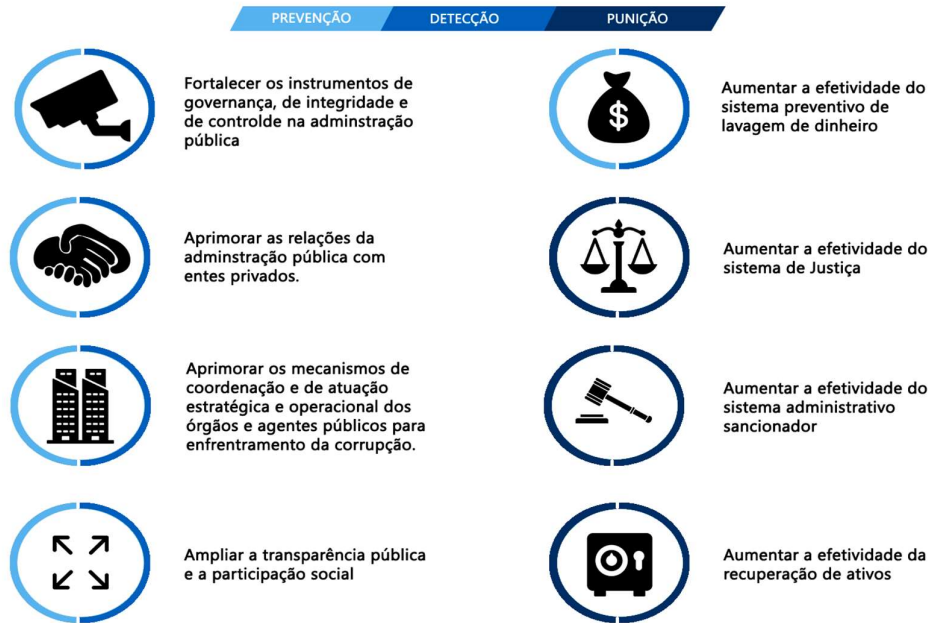 PREVENÇÃO
DETECÇÃO
PUNIÇÃO
Fortalecer os instrumentos de
governança, de integridade e
de controlde na adminstração
pública
Aprimorar as relações da
adminstração pública com
entes privados.
Aprimorar os mecanismos de
coordenação e de atuação
estratégica e operacional dos
órgãos e agentes públicos para
enfrentramento da corrupção.
Ampliar a transparência pública
e a participação social
$
Aumentar a efetividade do
sistema preventivo de
lavagem de dinheiro
Aumentar a efetividade do
sistema de Justiça
Aumentar a efetividade do
sistema administrativo
sancionador
Aumentar a efetividade da
recuperação de ativos